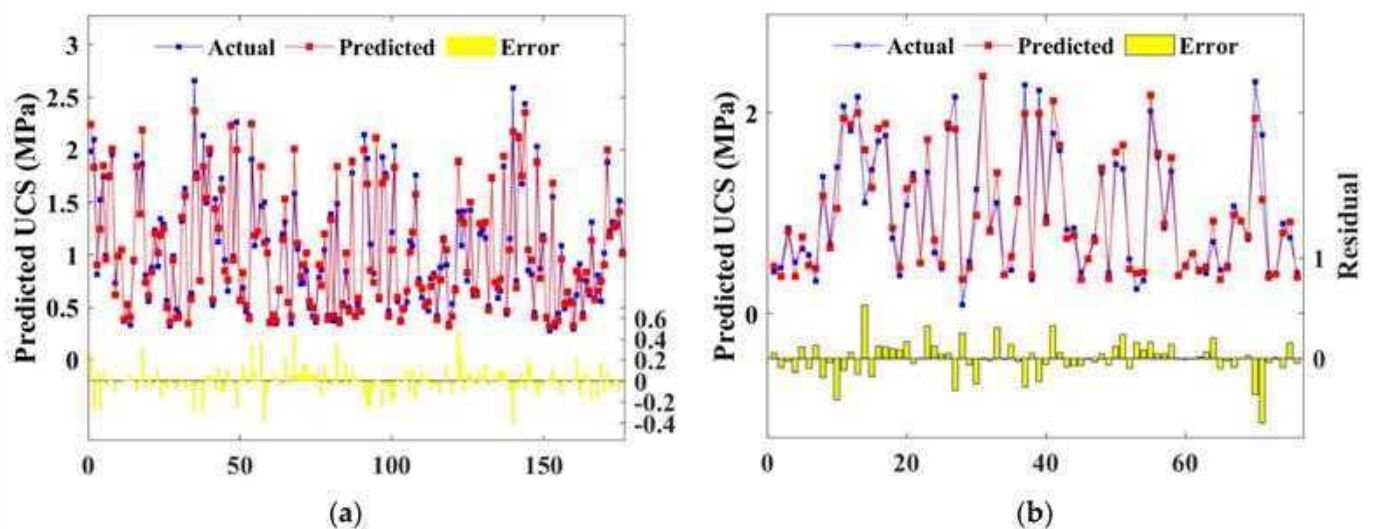 Actual Predicted Error
Predicted UCS (MPa)
3
2.5
2
1.5
1
0.5
0
0.6
0.4
0.2
0
-0.2
-0.4
0 50 100 150
(a)
Actual Predicted Error
Predicted UCS (MPa)
2
0
1
0
Residual
0 20 40 60
(b)